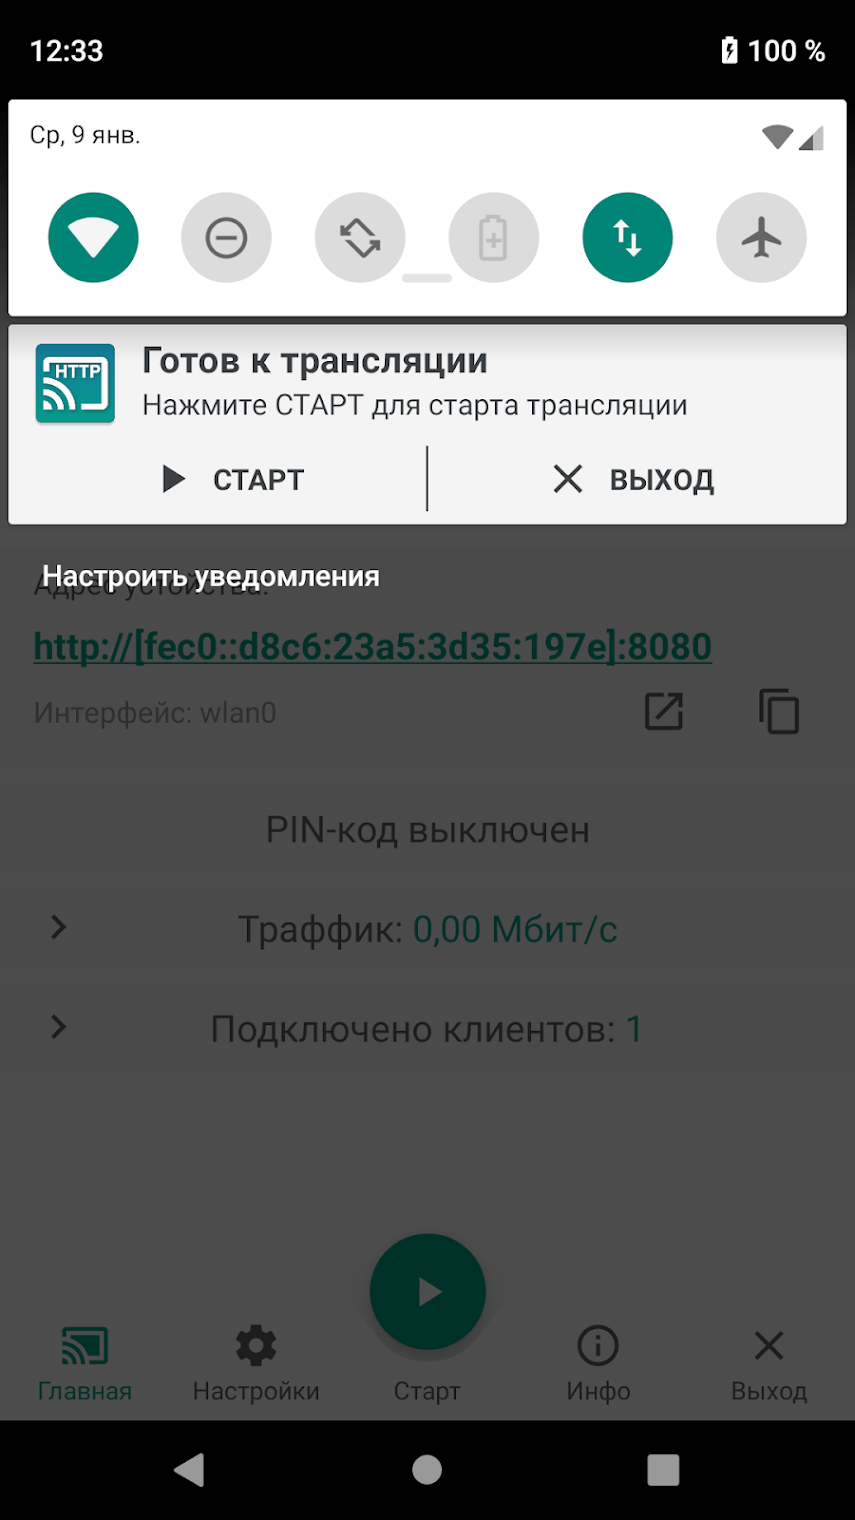 12:33
100 %
Ср, 9 янв.
HTTP
Готов к трансляции
Нажмите СТАРТ для старта трансляции
СТАРТ
ВЫХОД
Настроить уведомления
Адрес устойства:
http://[fec0::d8c6:23a5:3d35:197e]:8080
Интерфейс: wlan0
PIN-код выключен
Траффик: 0,00 Мбит/с
Подключено клиентов: 1
Главная
Настройки
Старт
Инфо
Выход